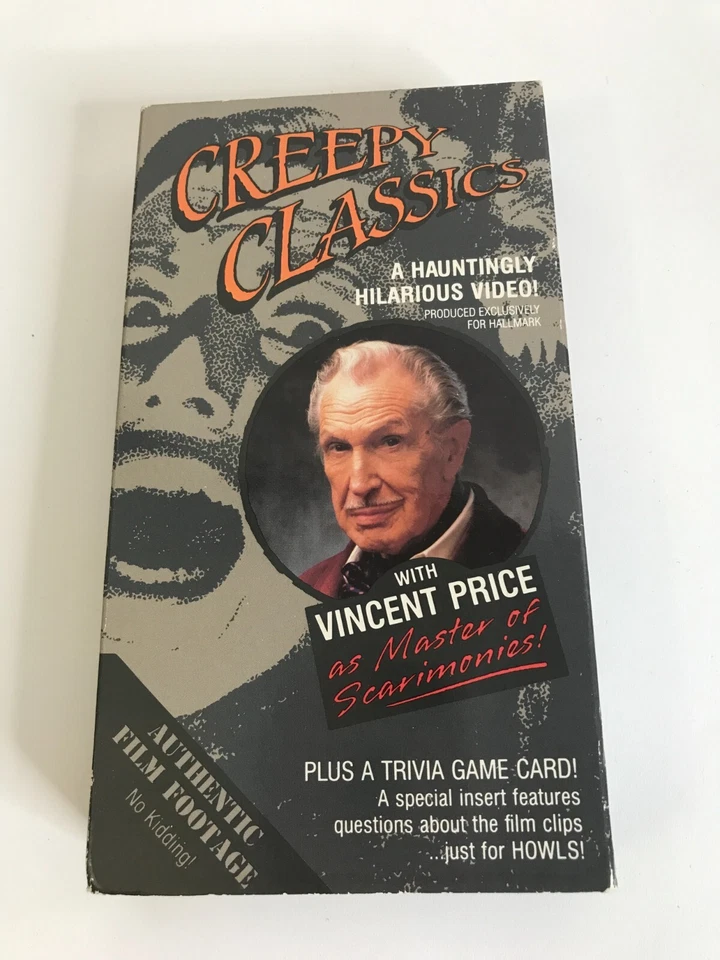 CREEPY
CLASSICS
A HAUNTINGLY
HILARIOUS VIDEO!
PRODUCED EXCLUSIVELY
FOR HALLMARK
WITH
VINCENT PRICE
as Master of
Scarimonies!
AUTHENTIC
FILM FOOTAGE
No Kidding!
PLUS A TRIVIA GAME CARD!
A special insert features
questions about the film clips
...just for HOWLS!